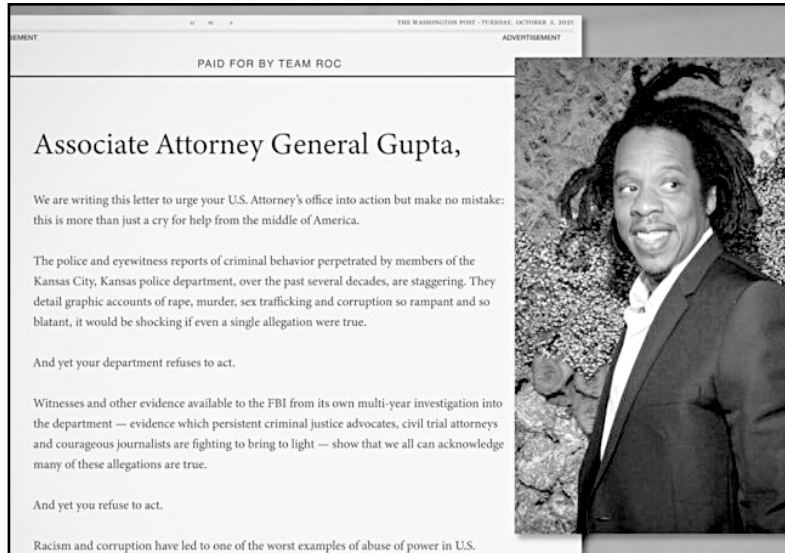 THE WASHINGTON POST · TUESDAY, OCTOBER 5, 2021
EMENT
ADVERTISEMENT
PAID FOR BY TEAM ROC
Associate Attorney General Gupta,
We are writing this letter to urge your U.S. Attorney's office into action but make no mistake:
this is more than just a cry for help from the middle of America.
The police and eyewitness reports of criminal behavior perpetrated by members of the
Kansas City, Kansas police department, over the past several decades, are staggering. They
detail graphic accounts of rape, murder, sex trafficking and corruption so rampant and so
blatant, it would be shocking if even a single allegation were true.
And yet your department refuses to act.
Witnesses and other evidence available to the FBI from its own multi-year investigation into
the department — evidence which persistent criminal justice advocates, civil trial attorneys
and courageous journalists are fighting to bring to light — show that we all can acknowledge
many of these allegations are true.
And yet you refuse to act.
Racism and corruption have led to one of the worst examples of abuse of power in U.S.